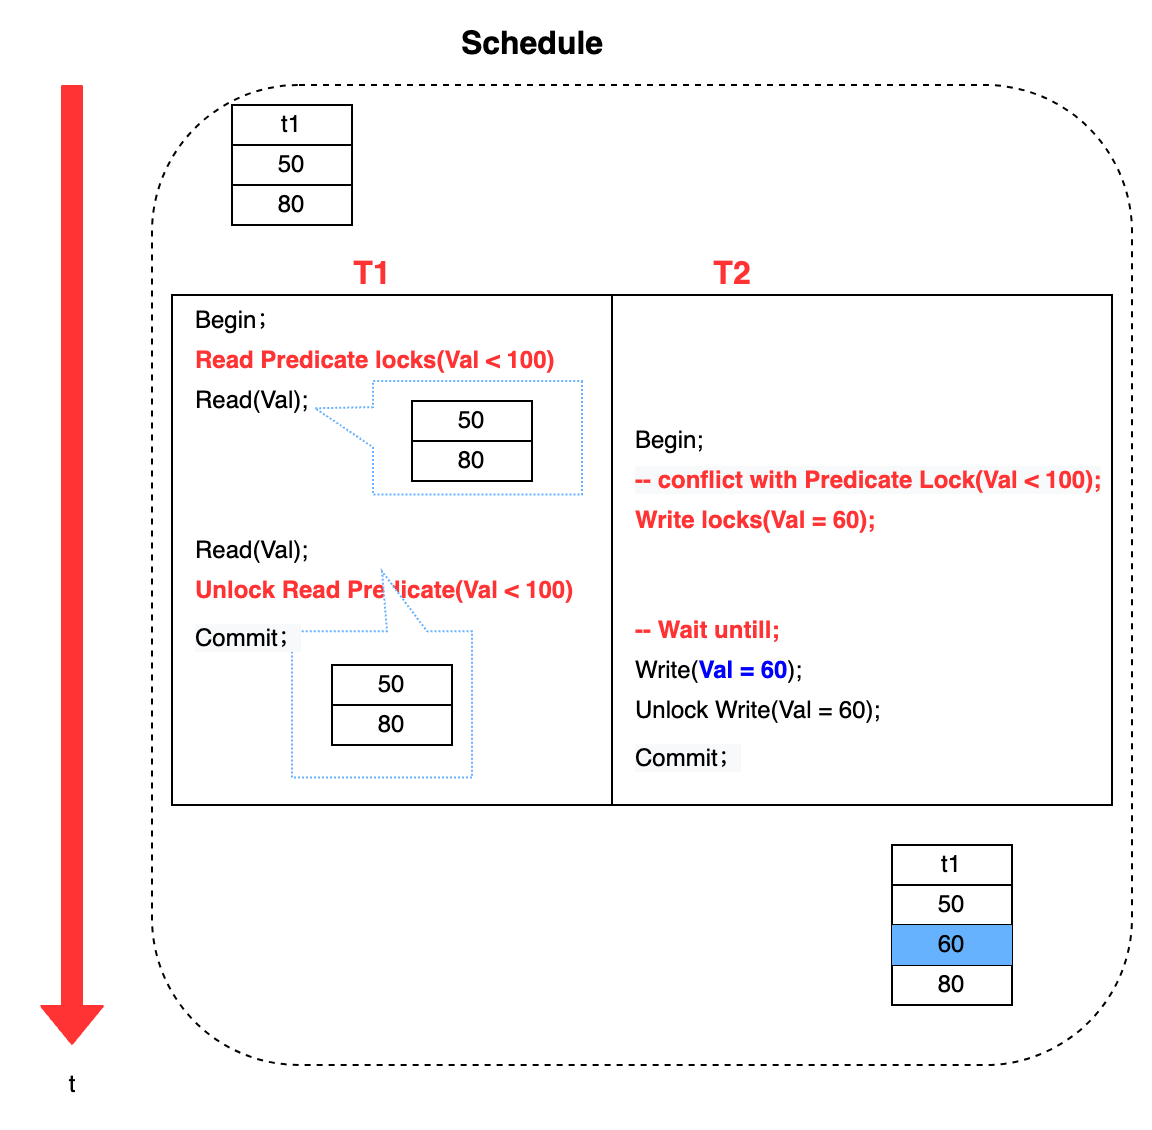 Schedule
t1
50
80
T1
T2
Begin；
Read Predicate locks(Val < 100)
Read(Val);
50
80
Begin;
-- conflict with Predicate Lock(Val < 100);
Write locks(Val = 60);
Read(Val);
Unlock Read Predicate(Val < 100)
Commit；
50
80
-- Wait untill;
Write(Val = 60);
Unlock Write(Val = 60);
Commit；
t1
50
60
80
t